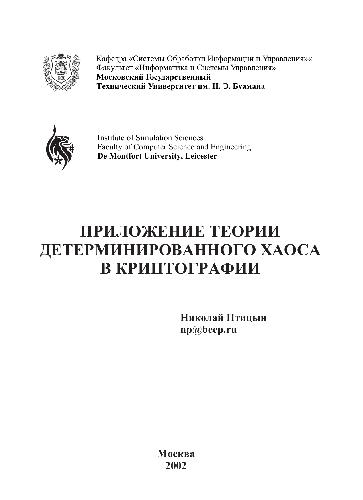 Кафедра «Системы Обработки Информации и Управления»
Факультет «Информатика и Системы Управления»
Московский Государственный
Технический Университет им. Н. Э. Баумана
Institute of Simulation Sciences
Faculty of Computer Science and Engineering
De Montfort University, Leicester
ПРИЛОЖЕНИЕ ТЕОРИИ
ДЕТЕРМИНИРОВАННОГО ХАОСА
В КРИПТОГРАФИИ
Николай Птицын
np@bcep.ru
Москва
2002